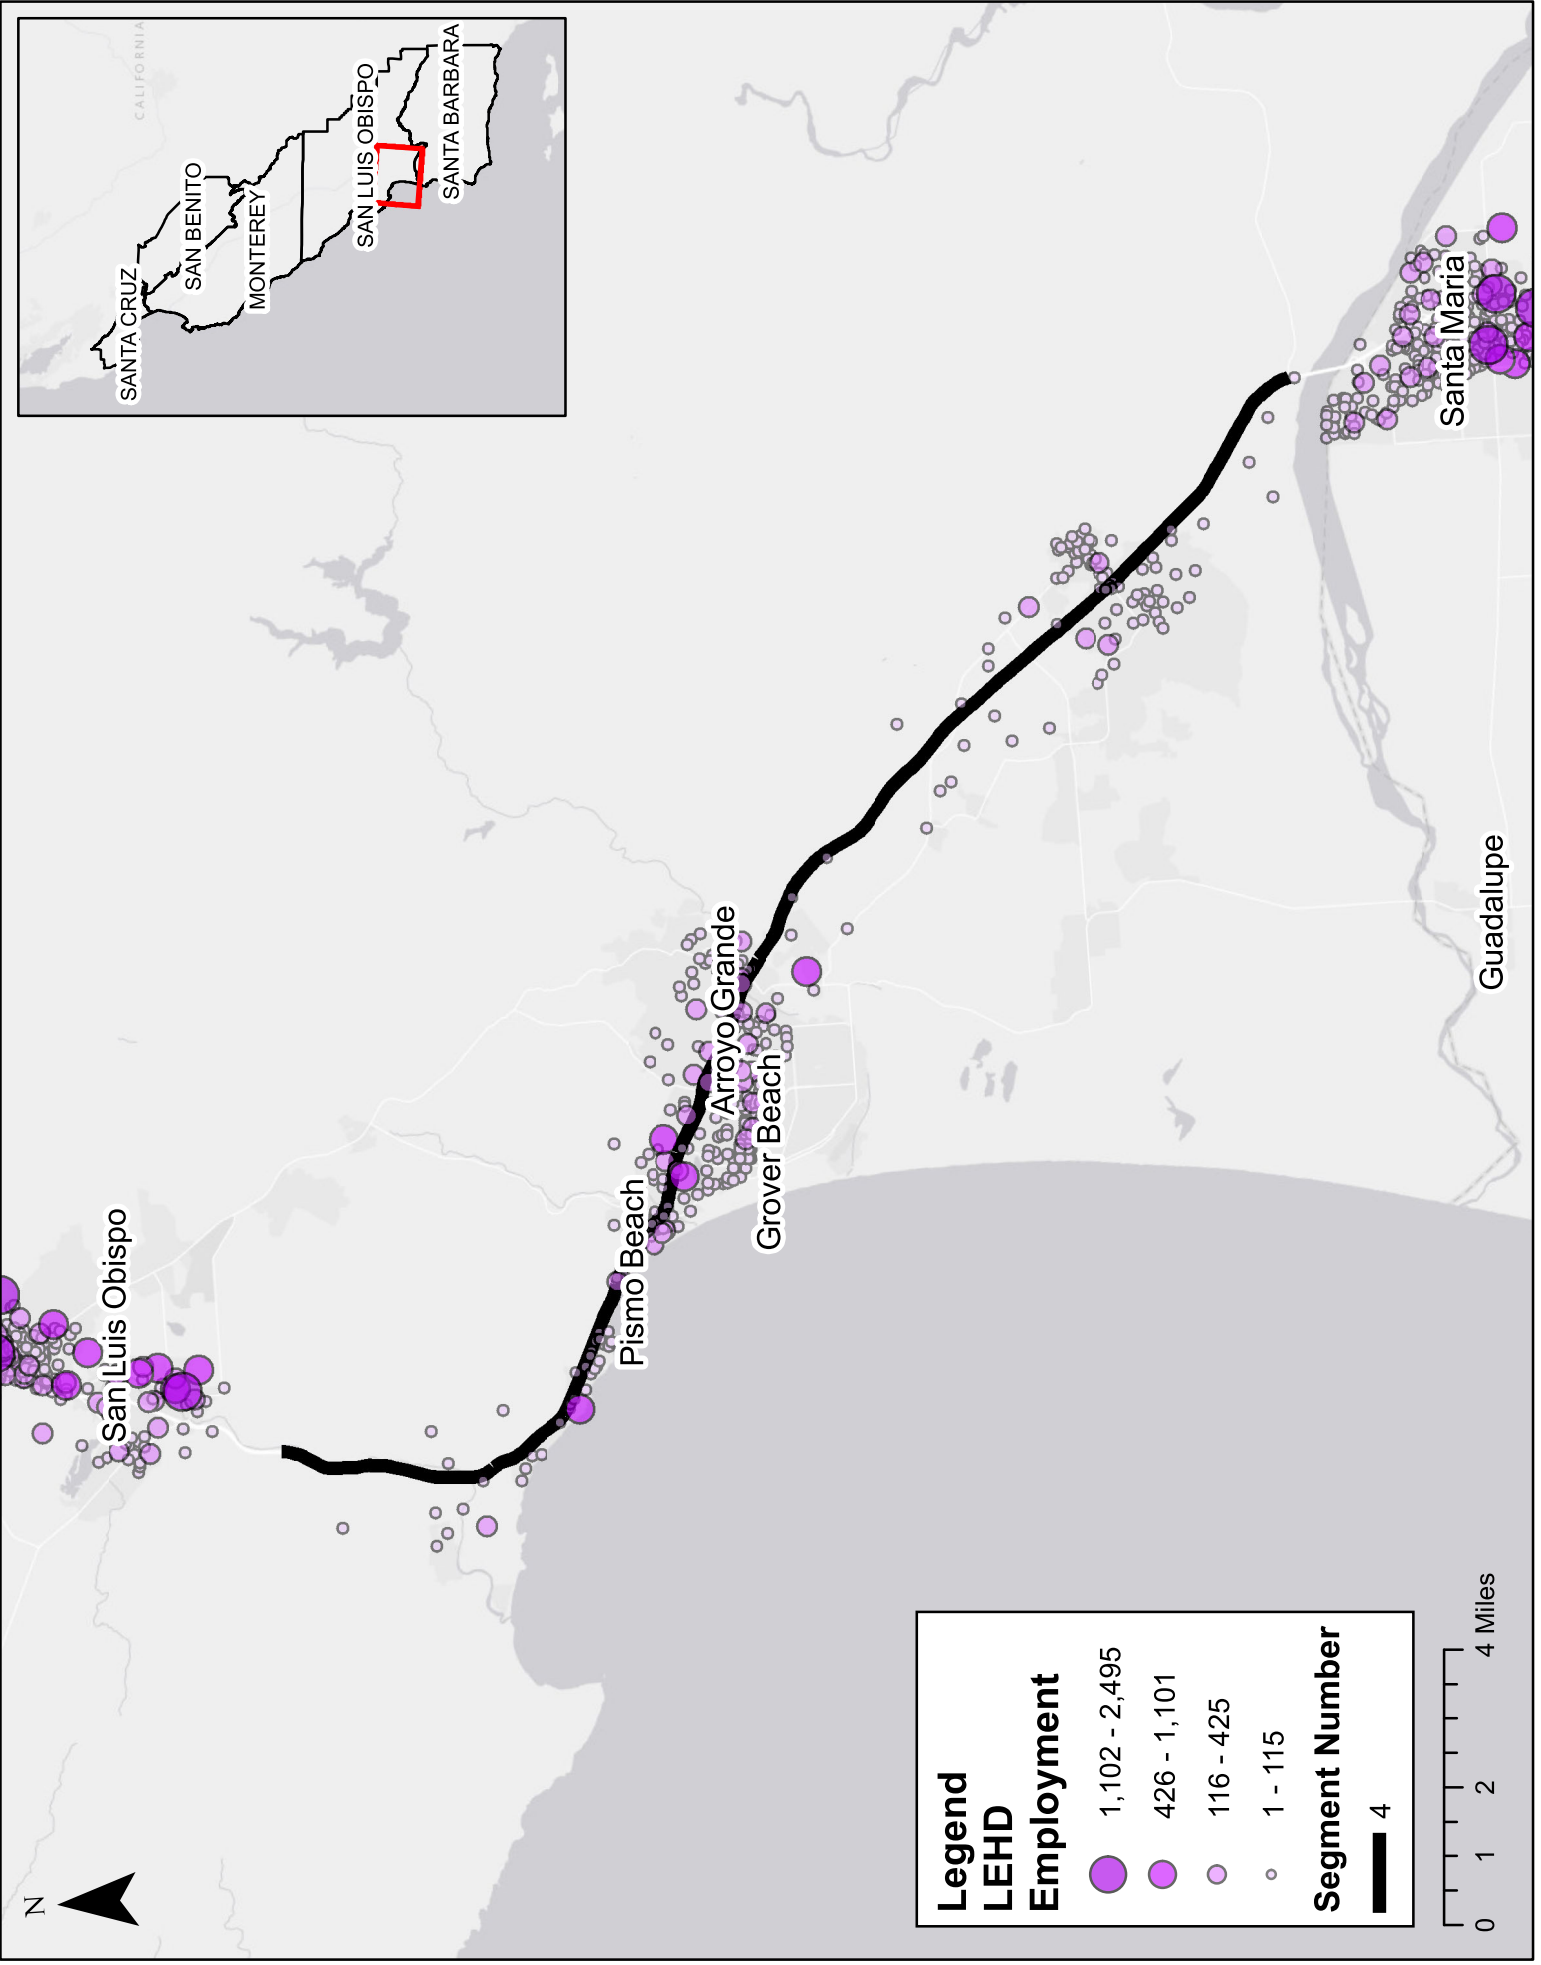 N
San Luis Obispo
Pismo Beach
Grover Beach
Arroyo Grande
Guadalupe
Santa Maria
CALIFORNIA
SANTA CRUZ
SAN BENITO
MONTEREY
SAN LUIS OBISPO
SANTA BARBARA
Legend
LEHD
Employment
1,102 - 2,495
426 - 1,101
116 - 425
1 - 115
Segment Number
4
0 1 2 4 Miles